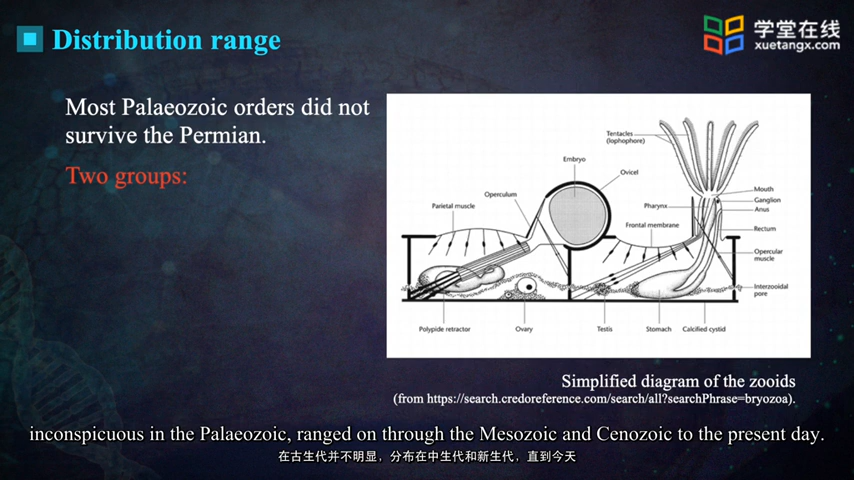 Distribution range
学堂在线
xuetangx.com
Most Palaeozoic orders did not
survive the Permian.
Two groups:
Tentacles
(lophophore)
Embryo
Ovicel
Operculum
Parietal muscle
Pharynx
Frontal membrane
Mouth
Ganglion
Anus
Rectum
Opercular
muscle
Interzooidal
pore
Polypide retractor
Ovary
Testis
Stomach
Calcified cystid
Simplified diagram of the zooids
(from https://search.credoreference.com/search/all?searchPhrase=bryozoa).
inconspicuous in the Palaeozoic, ranged on through the Mesozoic and Cenozoic to the present day.
在古生代并不明显，分布在中生代和新生代，直到今天